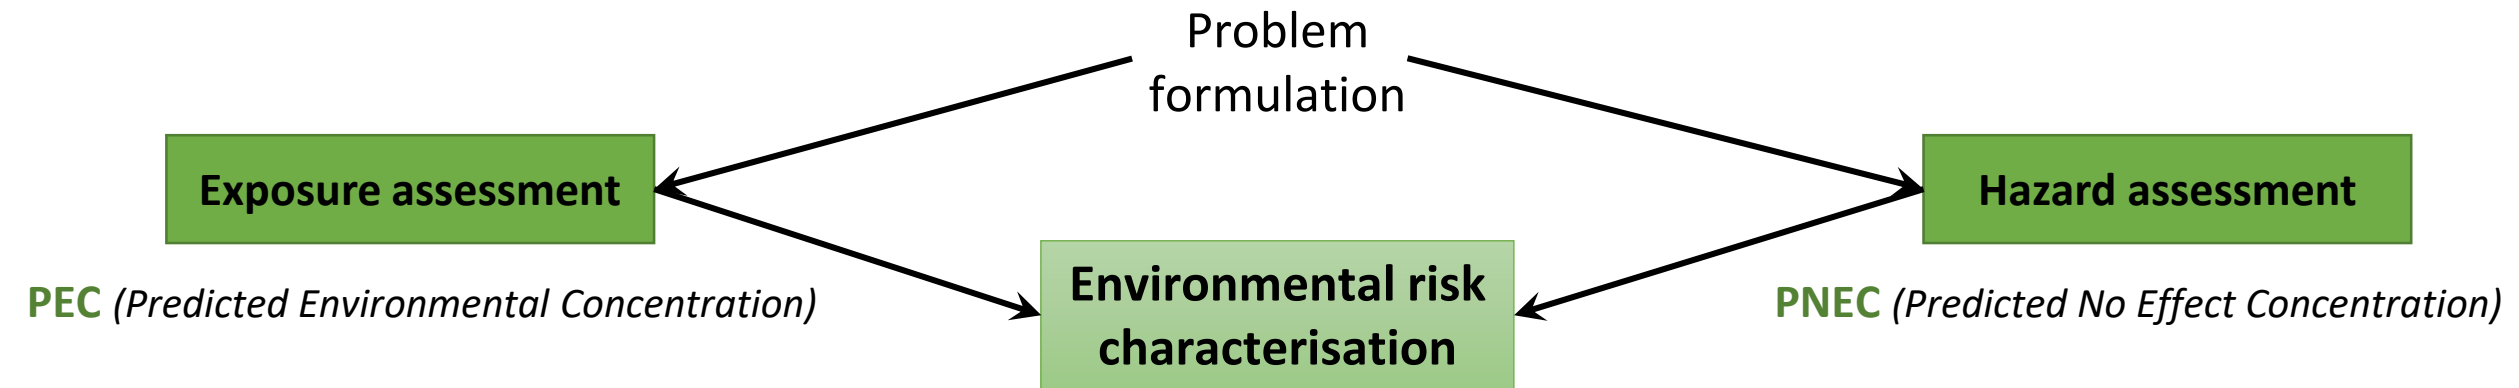 Problem
formulation
Exposure assessment
Hazard assessment
PEC (Predicted Environmental Concentration)
Environmental risk
characterisation
PNEC (Predicted No Effect Concentration)